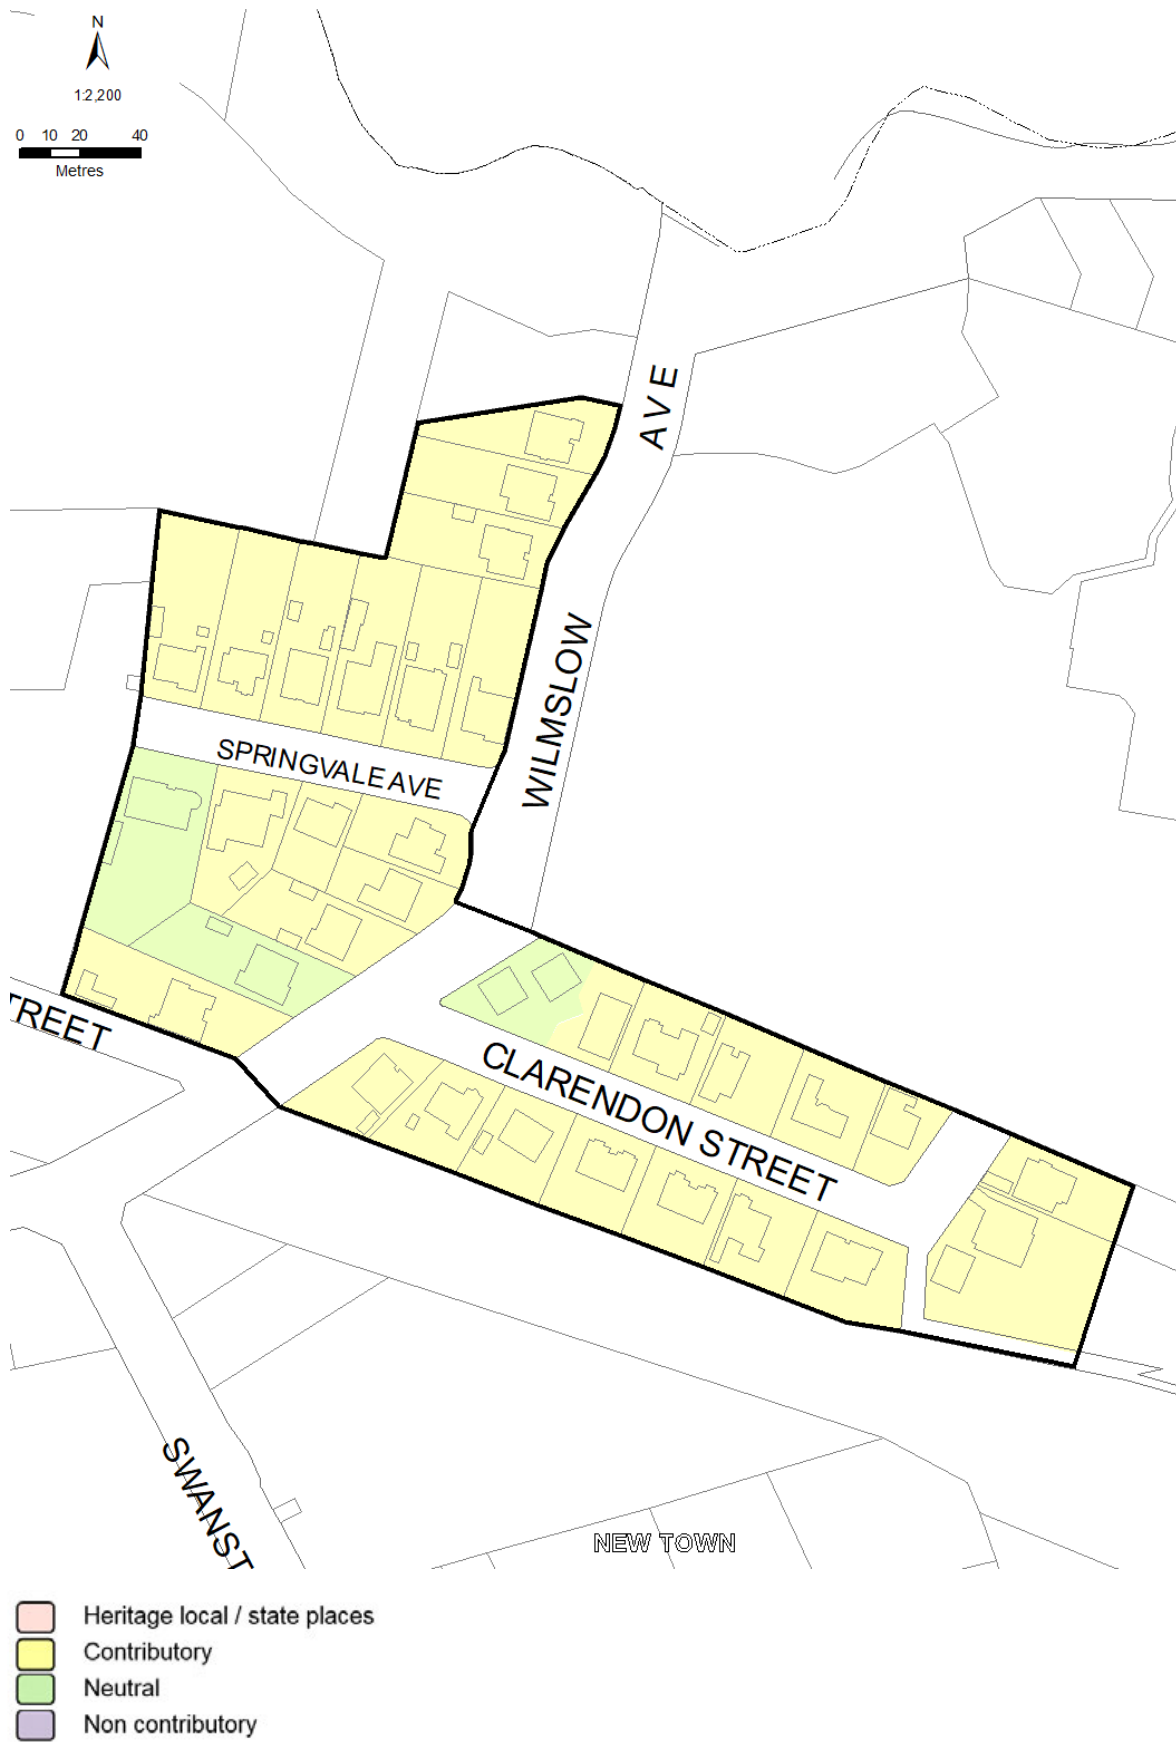 N
1:2,200
0 10 20 40
Metres
AVE
WILMSLOW
SPRINGVALE AVE
TREET
CLARENDON STREET
SWANST
NEW TOWN
Heritage local / state places
Contributory
Neutral
Non contributory